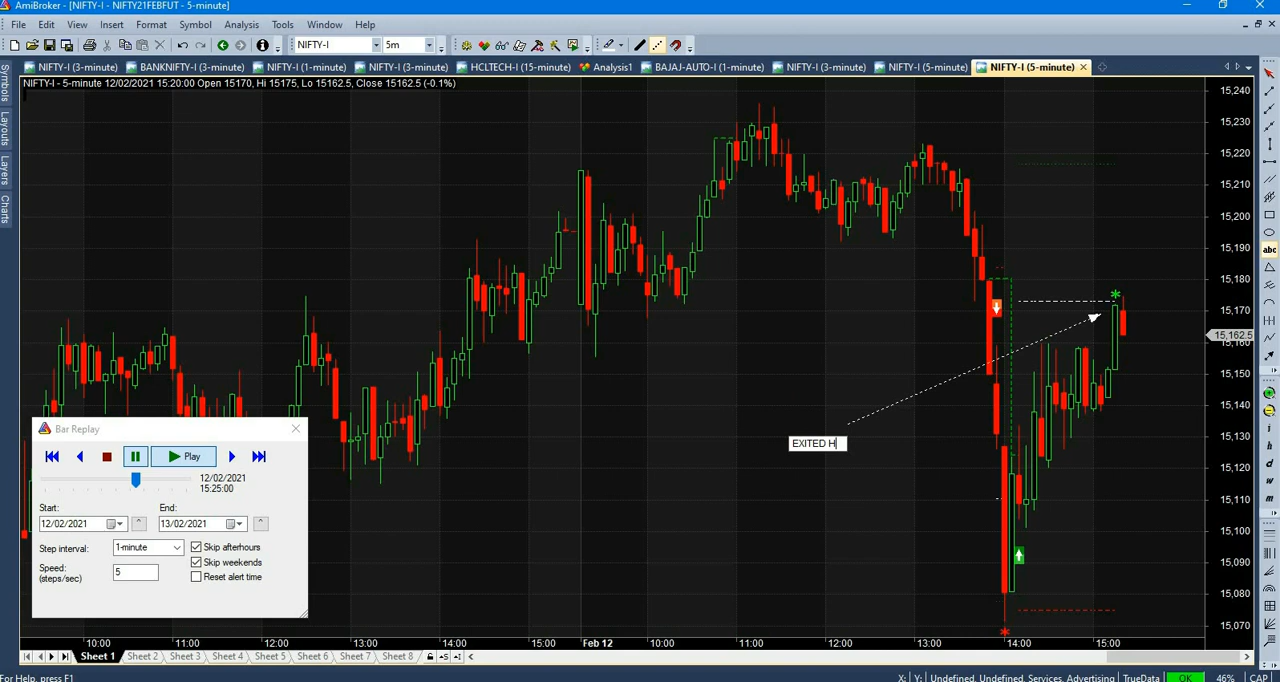 AmiBroker - [NIFTY-I - NIFTY21FEBFUT - 5-minute]
File Edit View Insert Format Symbol Analysis Tools Window Help
NIFTY-I 5m
NIFTY-I (3-minute) BANKNIFTY-I (3-minute) NIFTY-I (1-minute) NIFTY-I (3-minute) HCLTECH-I (15-minute) Analysis1 BAJAJ-AUTO-I (1-minute) NIFTY-I (3-minute) NIFTY-I (5-minute) NIFTY-I (5-minute)
NIFTY-I - 5-minute 12/02/2021 15:20:00 Open 15170, Hi 15175, Lo 15162.5, Close 15162.5 (-0.1%)
Symbols
Layouts
Layers
Charts
15,240
15,230
15,220
15,210
15,200
15,190
15,180
15,170
15,162.5
15,160
15,150
15,140
15,130
15,120
15,110
15,100
15,090
15,080
15,070
abc
i
h
d
w
m
EXITED H
Bar Replay
Play
12/02/2021
15:25:00
Start: End:
12/02/2021 13/02/2021
Step interval: 1-minute Skip afterhours
Skip weekends
Speed: 5 Reset alert time
(steps/sec)
10:00 11:00 12:00 13:00 14:00 15:00 Feb 12 10:00 11:00 12:00 13:00 14:00 15:00
Sheet 1 Sheet 2 Sheet 3 Sheet 4 Sheet 5 Sheet 6 Sheet 7 Sheet 8
For Help, press F1 X: Y: Undefined, Undefined, Services, Advertising TrueData OK 46% CAP